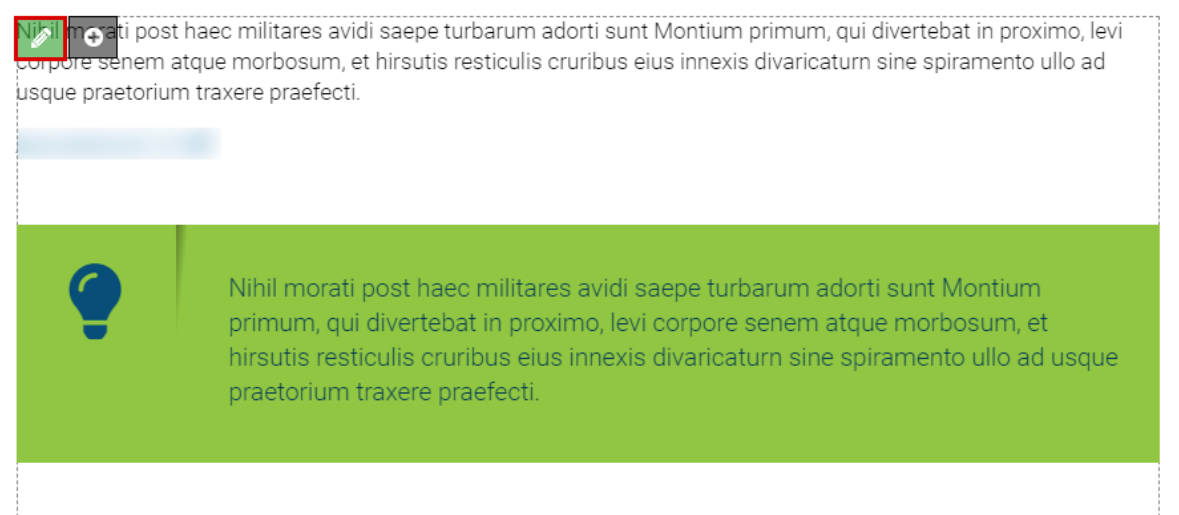 Nihil morati post haec militares avidi saepe turbarum adorti sunt Montium primum, qui divertebat in proximo, levi
corpore senem atque morbosum, et hirsutis resticulis cruribus eius innexis divaricaturn sine spiramento ullo ad
usque praetorium traxere praefecti.
Nihil morati post haec militares avidi saepe turbarum adorti sunt Montium
primum, qui divertebat in proximo, levi corpore senem atque morbosum, et
hirsutis resticulis cruribus eius innexis divaricaturn sine spiramento ullo ad usque
praetorium traxere praefecti.